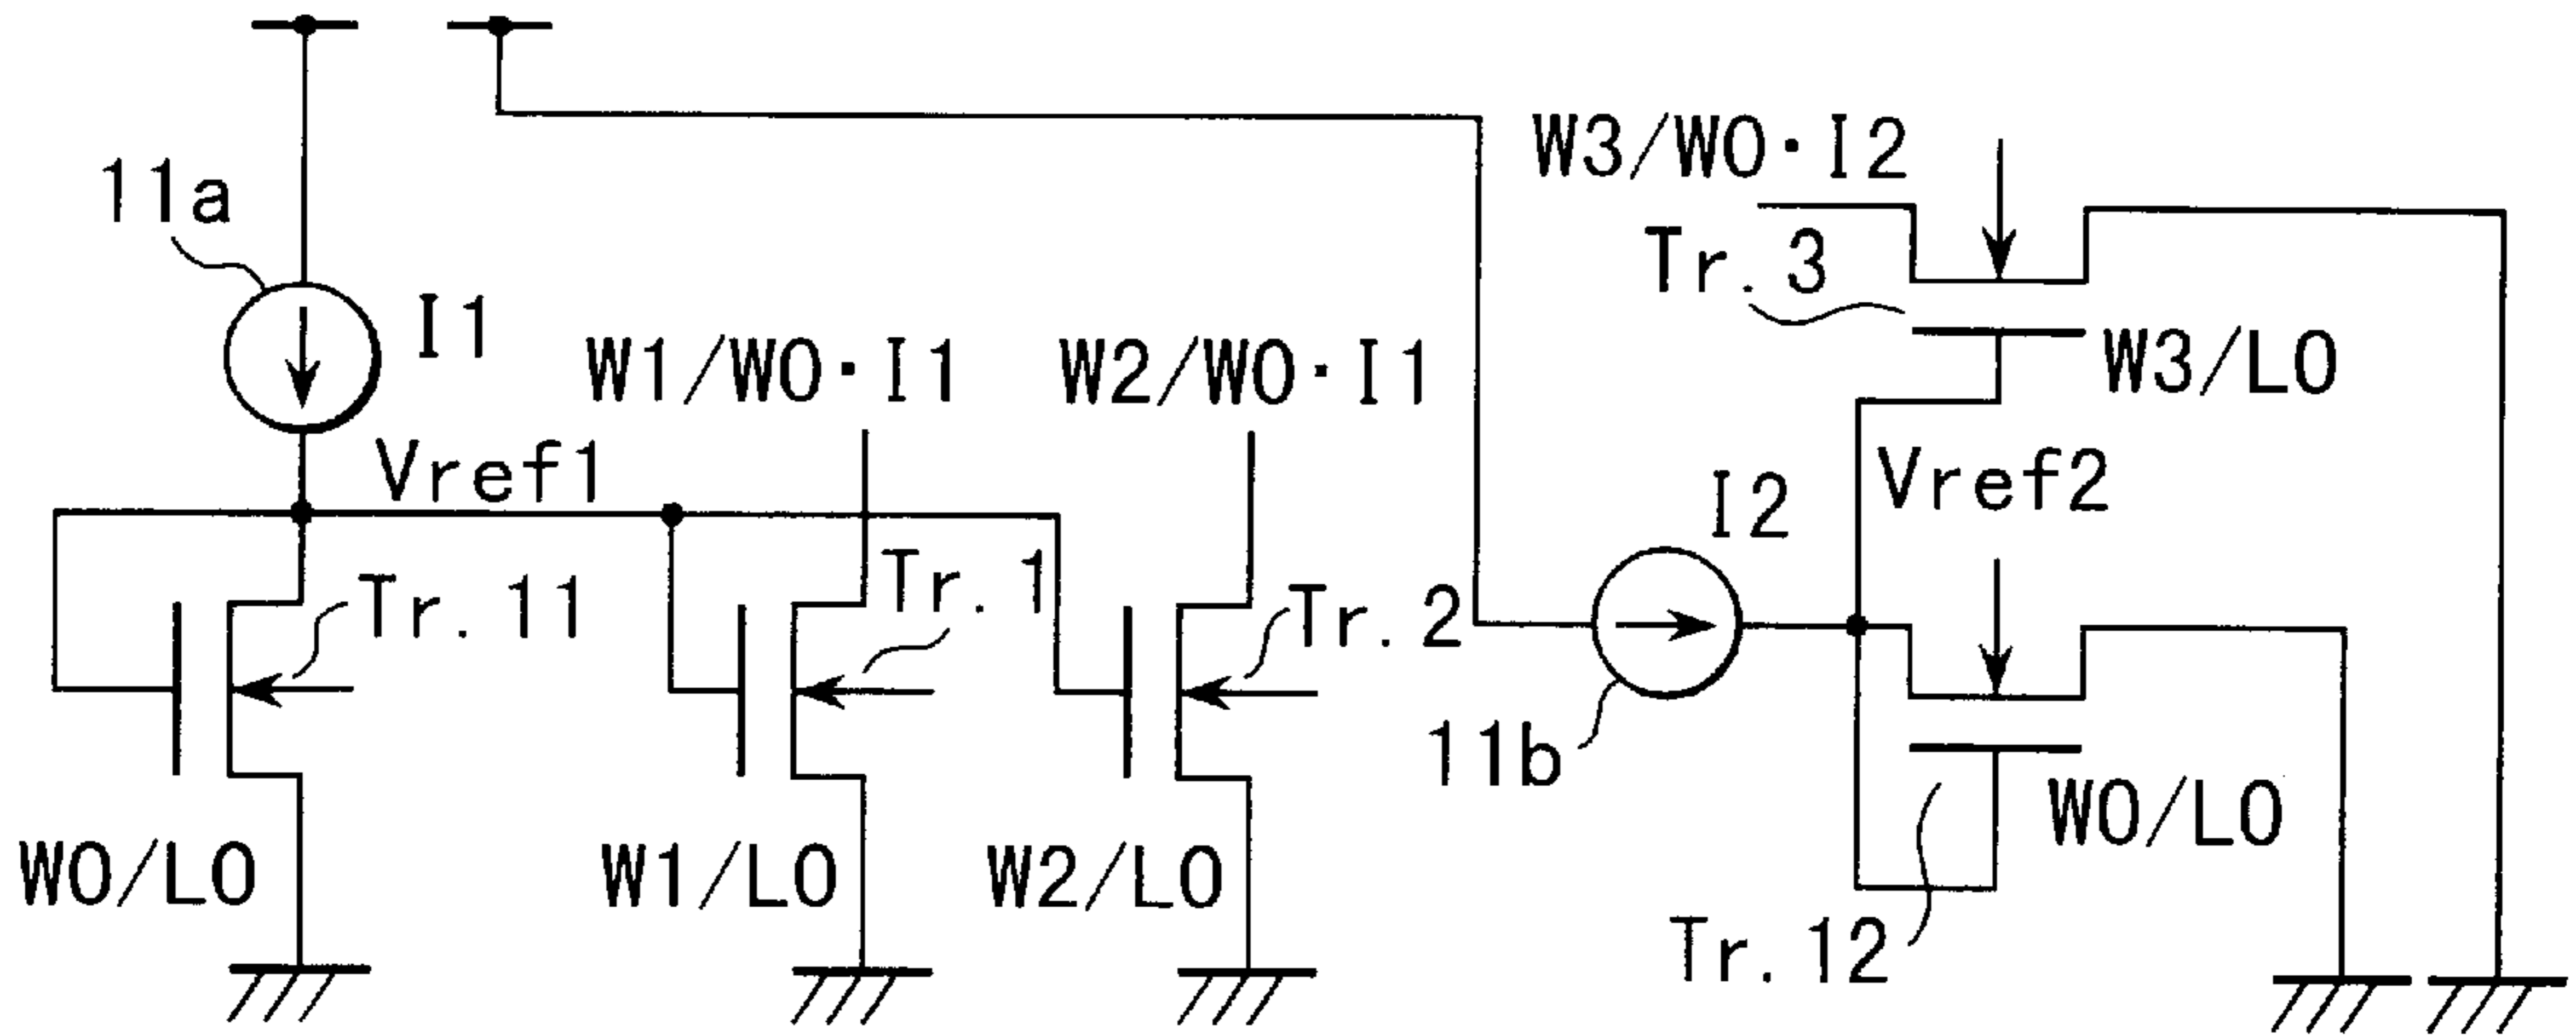 W3/W0·I2
11a
Tr. 3
I1
W1/W0·I1
W2/W0·I1
W3/L0
Vref1
Vref2
I2
Tr. 11
Tr. 1
Tr. 2
11b
W0/L0
W0/L0
W1/L0
W2/L0
Tr. 12